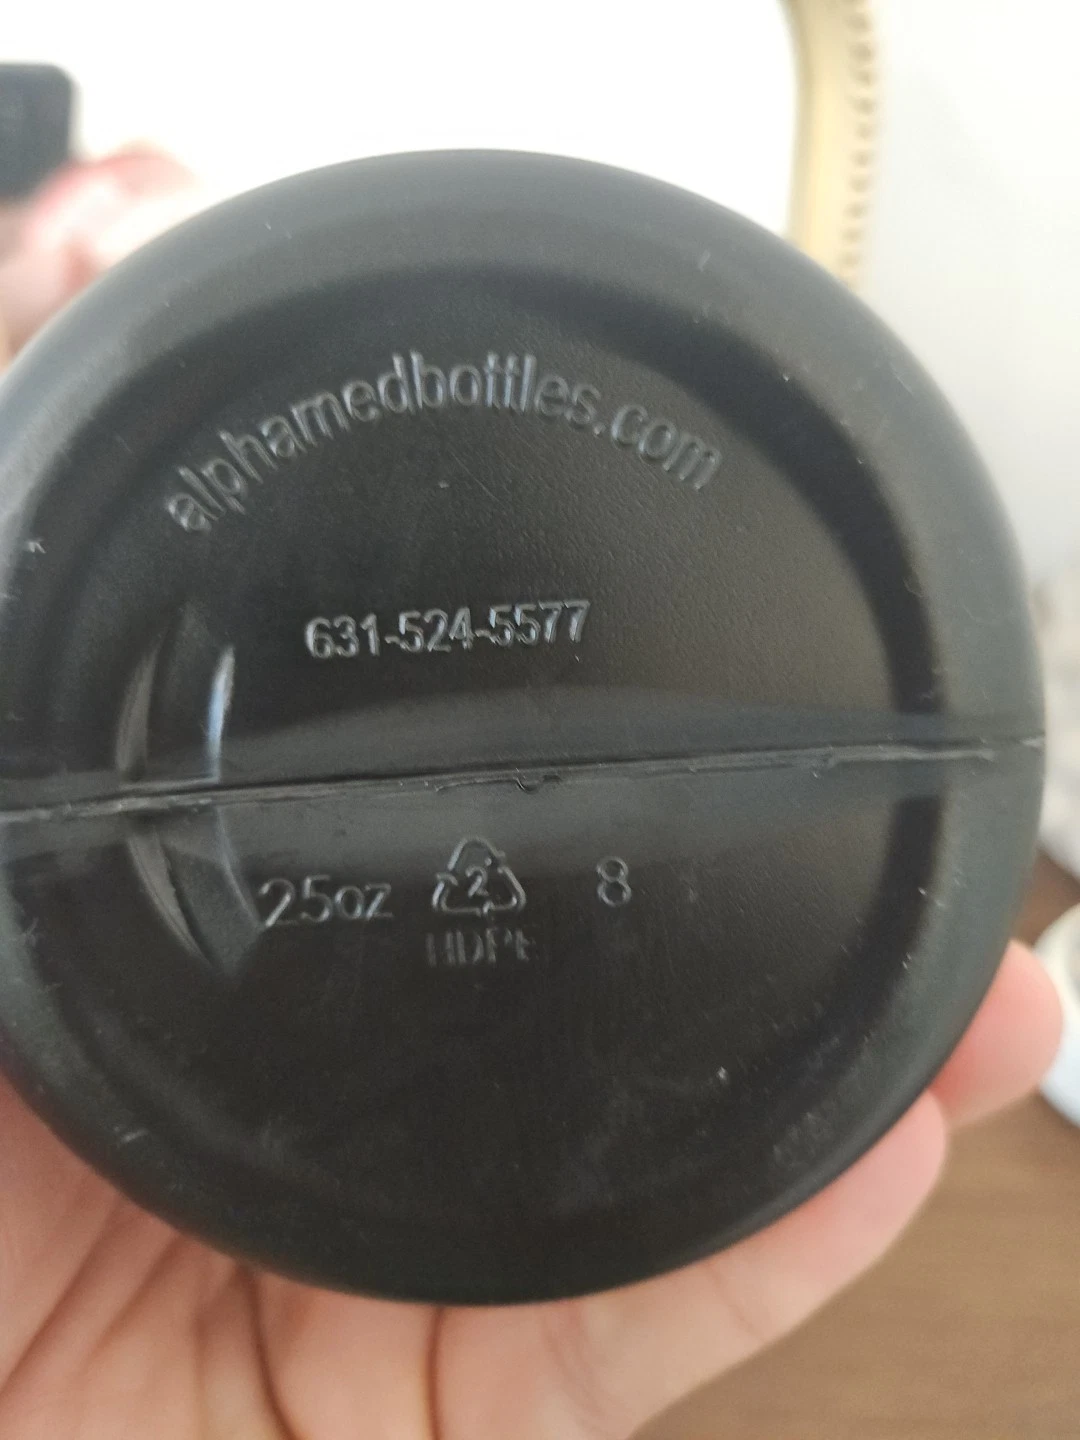 alphamedbottles.com
631-524-5577
25oz 2 8
HDPE